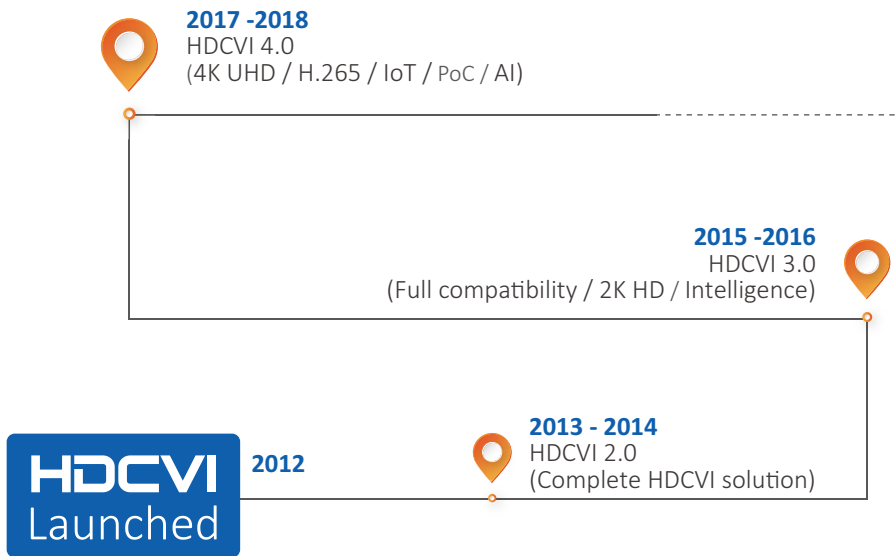 2017 -2018
HDCVI 4.0
(4K UHD / H.265 / IoT / PoC / AI)
2015 -2016
HDCVI 3.0
(Full compatibility / 2K HD / Intelligence)
2013 - 2014
HDCVI 2.0
(Complete HDCVI solution)
HDCVI
Launched
2012